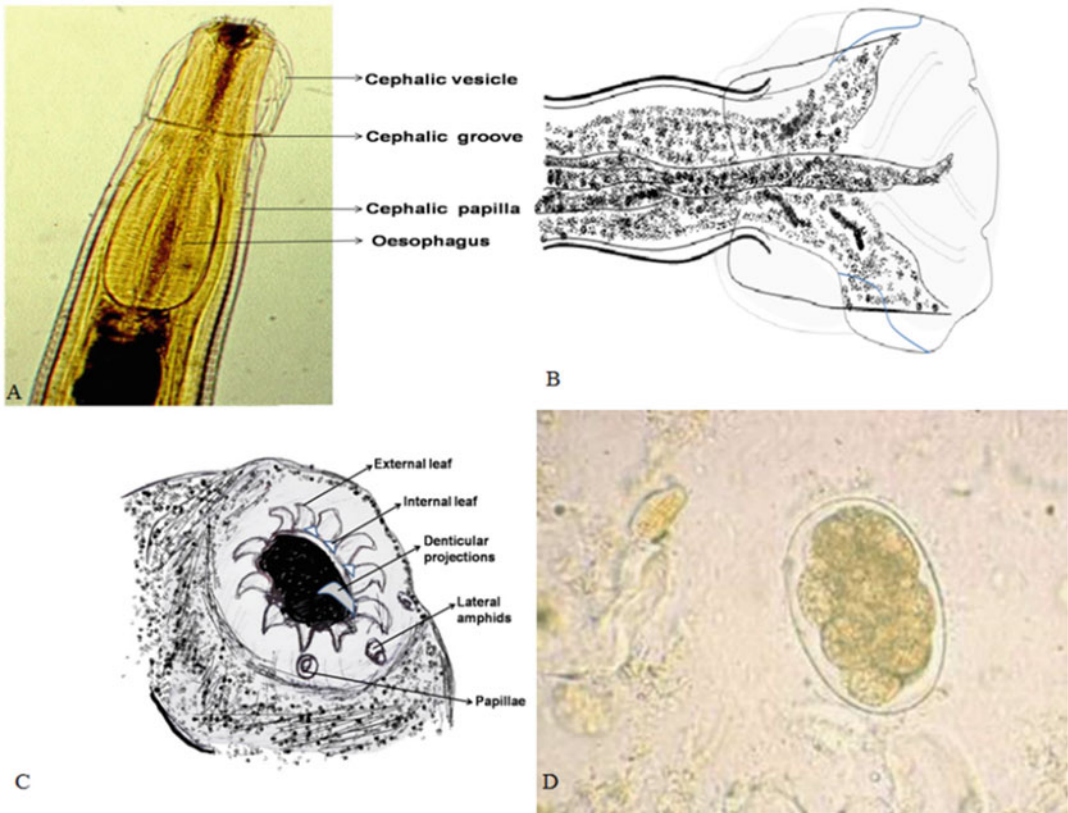 Cephalic vesicle
Cephalic groove
Cephalic papilla
Oesophagus
A
B
External leaf
Internal leaf
Denticular
projections
Lateral
amphids
Papillae
C
D